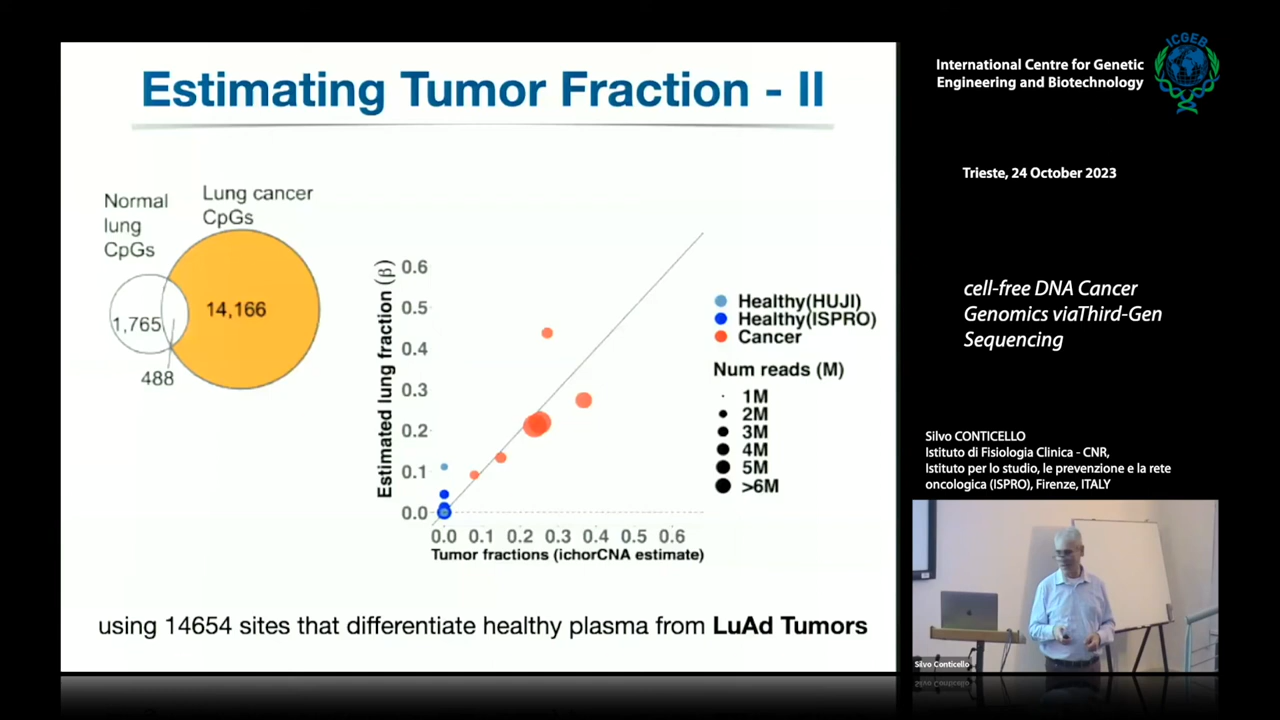 Estimating Tumor Fraction - II
Normal
lung
CpGs
Lung cancer
CpGs
1,765
14,166
488
Estimated lung fraction (β)
0.6
0.5
0.4
0.3
0.2
0.1
0.0
0.0 0.1 0.2 0.3 0.4 0.5 0.6
Tumor fractions (ichorCNA estimate)
Healthy(HUJI)
Healthy(ISPRO)
Cancer
Num reads (M)
1M
2M
3M
4M
5M
>6M
using 14654 sites that differentiate healthy plasma from LuAd Tumors
International Centre for Genetic
Engineering and Biotechnology
ICGEB
Trieste, 24 October 2023
cell-free DNA Cancer
Genomics viaThird-Gen
Sequencing
Silvo CONTICELLO
Istituto di Fisiologia Clinica - CNR,
Istituto per lo studio, le prevenzione e la rete
oncologica (ISPRO), Firenze, ITALY
Silvo Conticello